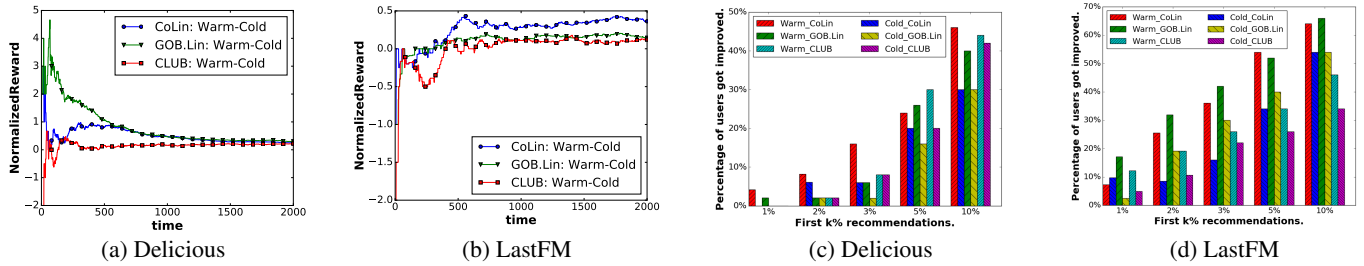 NormalizedReward
5
4
3
2
1
0
−1
−2
CoLin: Warm-Cold
GOB.Lin: Warm-Cold
CLUB: Warm-Cold
0 500 1000 1500 2000
time
(a) Delicious
NormalizedReward
0.5
0.0
−0.5
−1.0
−1.5
−2.0
CoLin: Warm-Cold
GOB.Lin: Warm-Cold
CLUB: Warm-Cold
0 500 1000 1500 2000
time
(b) LastFM
Percentage of users got improved.
50%
40%
30%
20%
10%
0%
Warm_CoLin Cold_CoLin
Warm_GOB.Lin Cold_GOB.Lin
Warm_CLUB Cold_CLUB
1% 2% 3% 5% 10%
First k% recommendations.
(c) Delicious
Percentage of users got improved.
70%
60%
50%
40%
30%
20%
10%
0%
Warm_CoLin Cold_CoLin
Warm_GOB.Lin Cold_GOB.Lin
Warm_CLUB Cold_CLUB
1% 2% 3% 5% 10%
First k% recommendations.
(d) LastFM